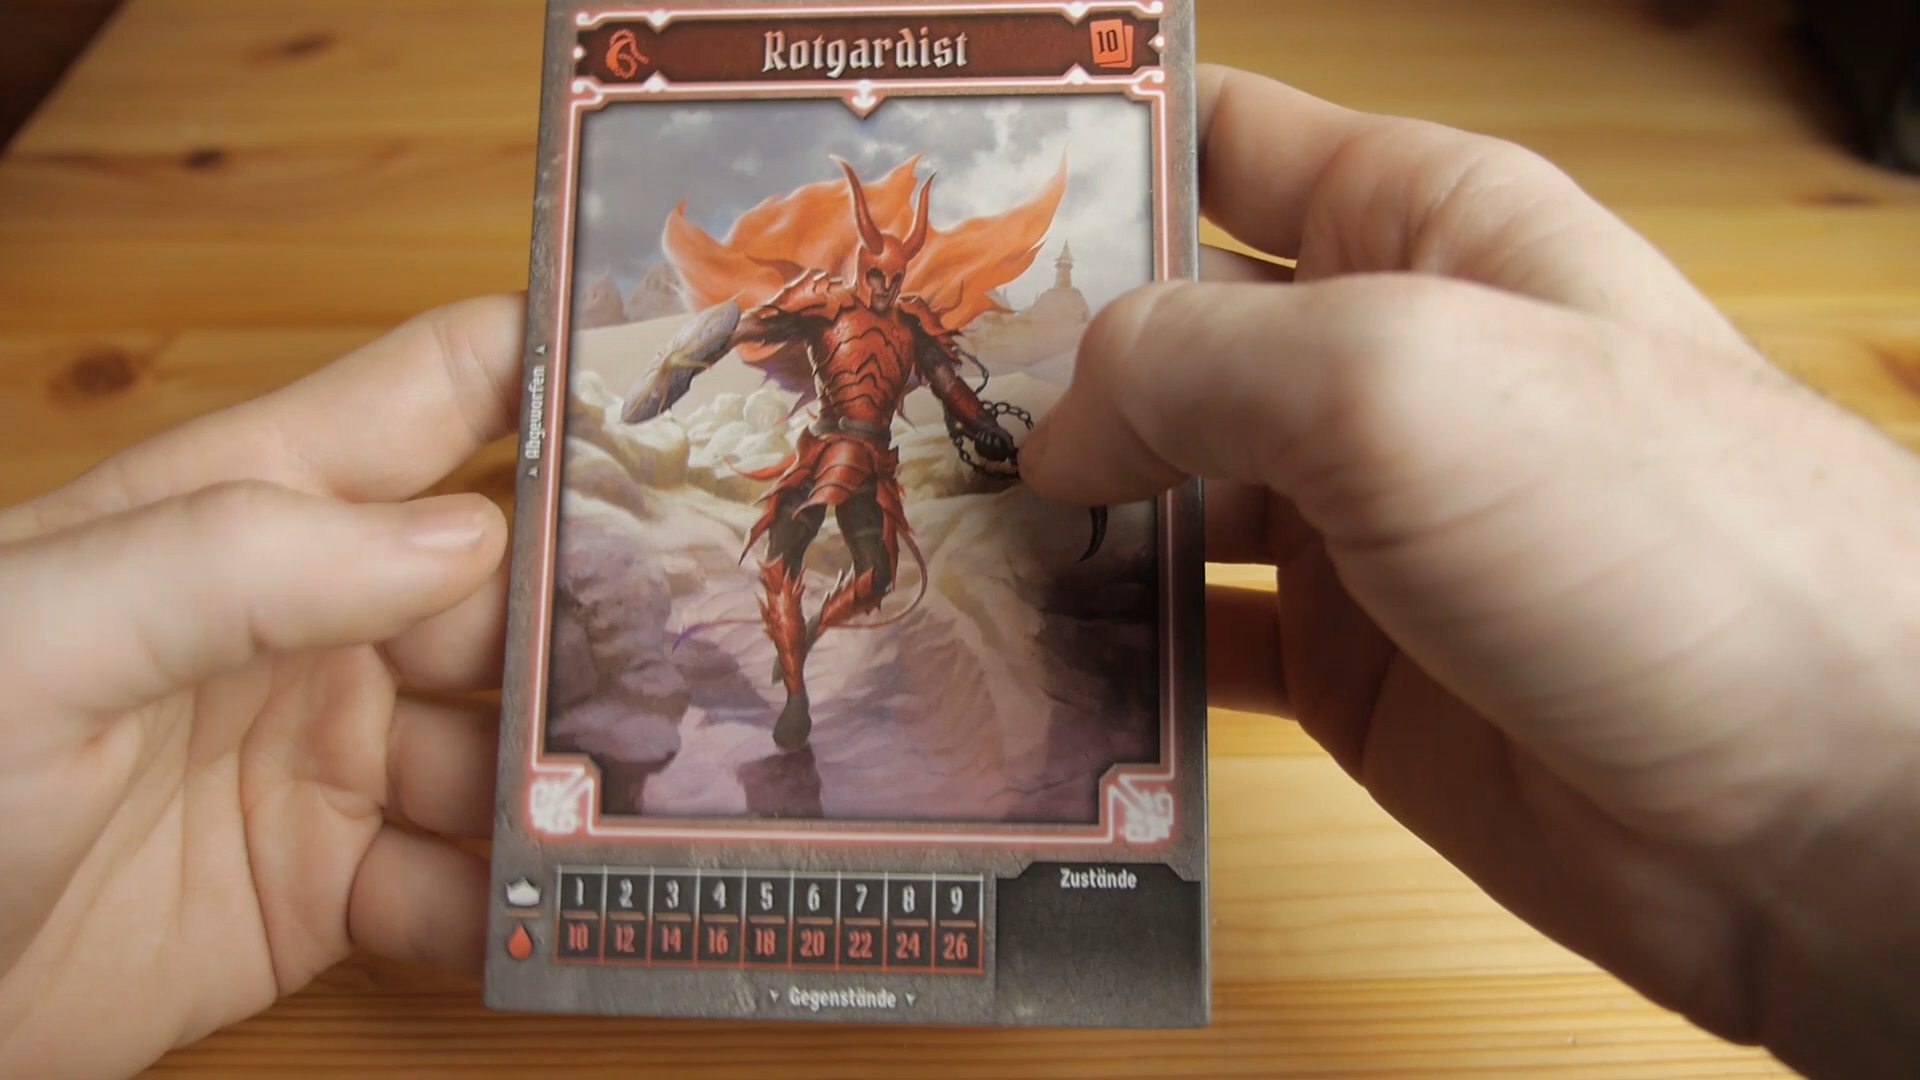 Rotgardist
10
Abgeworfen
1 2 3 4 5 6 7 8 9
10 12 14 16 18 20 22 24 26
Zustände
Gegenstände